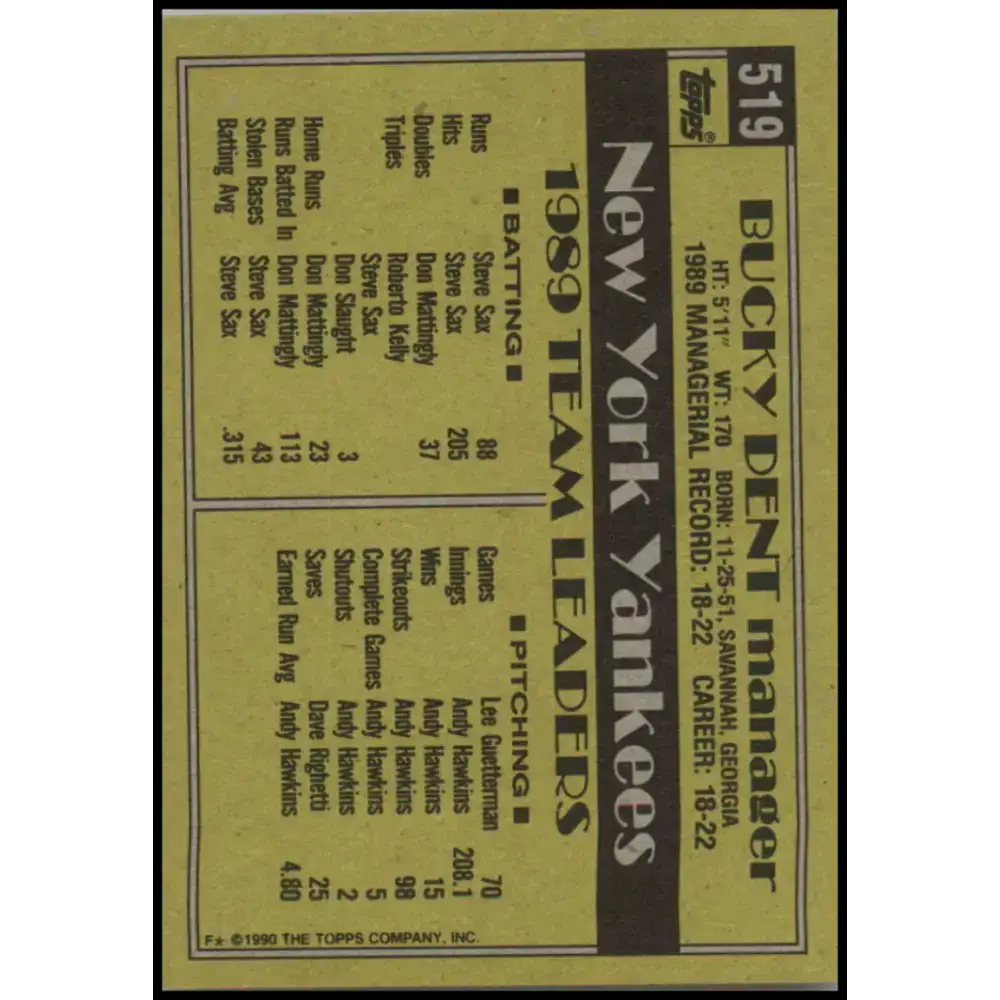 519
topps®
BUCKY DENT manager
HT: 5'11" WT: 170 BORN: 11-25-51, SAVANNAH, GEORGIA
1989 MANAGERIAL RECORD: 18-22 CAREER: 18-22
New York Yankees
1989 TEAM LEADERS
■ BATTING ■
Runs Steve Sax 88
Hits Steve Sax 205
Doubles Don Mattingly 37
Triples Roberto Kelly
Steve Sax
Don Slaught 3
Home Runs Don Mattingly 23
Runs Batted In Don Mattingly 113
Stolen Bases Steve Sax 43
Batting Avg Steve Sax .315
■ PITCHING ■
Games Lee Guetterman 70
Innings Andy Hawkins 208.1
Wins Andy Hawkins 15
Strikeouts Andy Hawkins 98
Complete Games Andy Hawkins 5
Shutouts Andy Hawkins 2
Saves Dave Righetti 25
Earned Run Avg Andy Hawkins 4.80
F* ©1990 THE TOPPS COMPANY, INC.